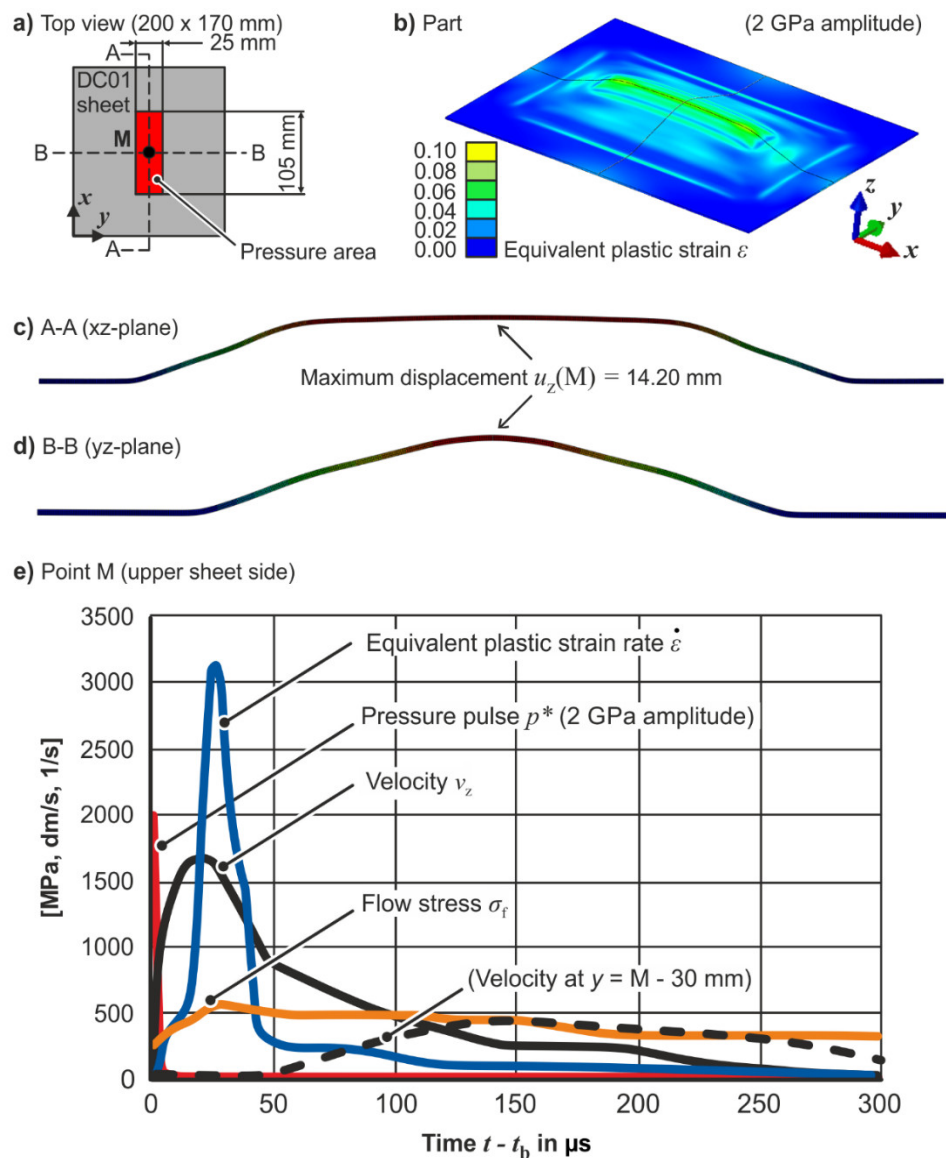 a) Top view (200 x 170 mm)
25 mm
A
DC01
sheet
M
B
B
105 mm
x
y
A
Pressure area
b) Part
(2 GPa amplitude)
0.10
0.08
0.06
0.04
0.02
0.00
Equivalent plastic strain ε
z
y
x
c) A-A (xz-plane)
Maximum displacement u_z(M) = 14.20 mm
d) B-B (yz-plane)
e) Point M (upper sheet side)
[MPa, dm/s, 1/s]
3500
3000
2500
2000
1500
1000
500
0
Equivalent plastic strain rate ε̇
Pressure pulse p* (2 GPa amplitude)
Velocity v_z
Flow stress σ_f
(Velocity at y = M - 30 mm)
0 50 100 150 200 250 300
Time t - t_b in µs